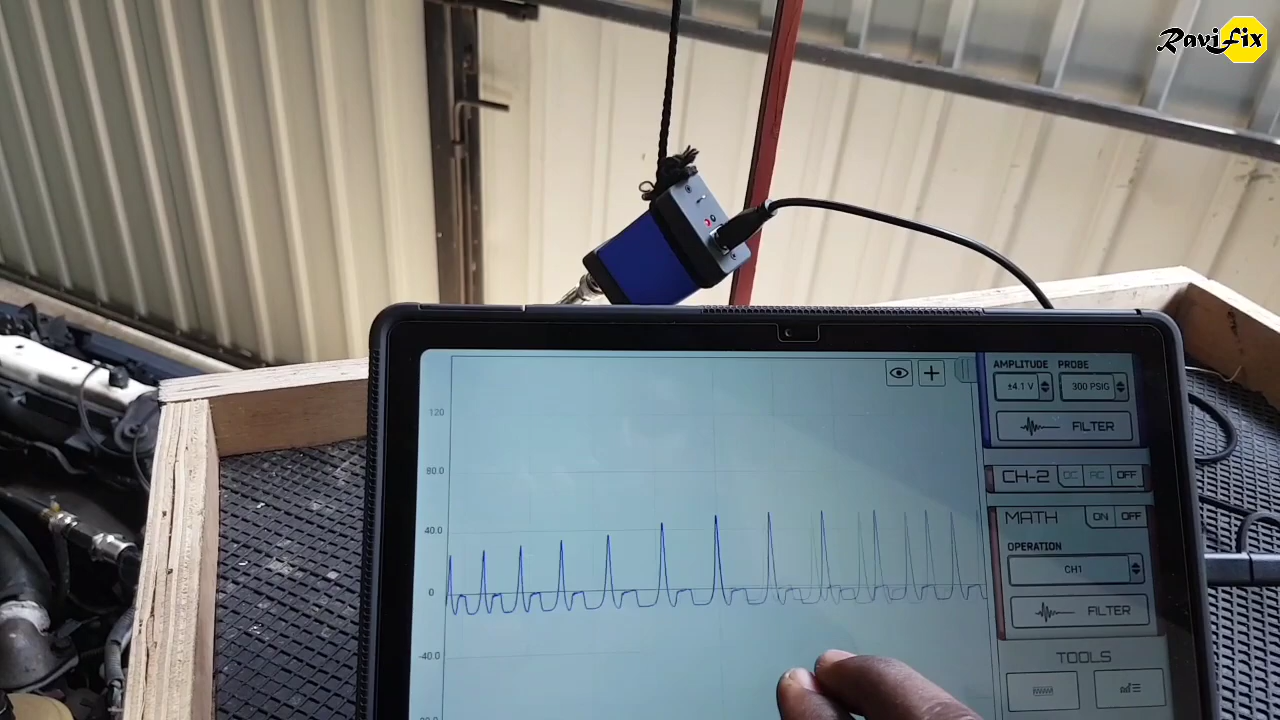 RaviFix
AMPLITUDE PROBE
±4.1 V 300 PSIG
FILTER
CH-2 DC AC OFF
MATH ON OFF
OPERATION
CH1
FILTER
TOOLS
120
80.0
40.0
0
-40.0